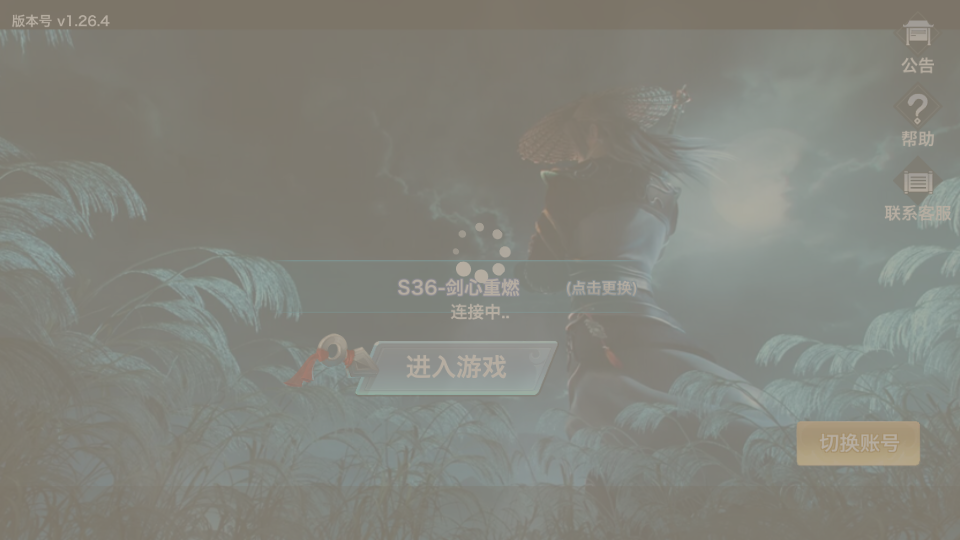 版本号 v1.26.4
公告
帮助
联系客服
S36-剑心重燃 (点击更换)
连接中..
进入游戏
切换账号